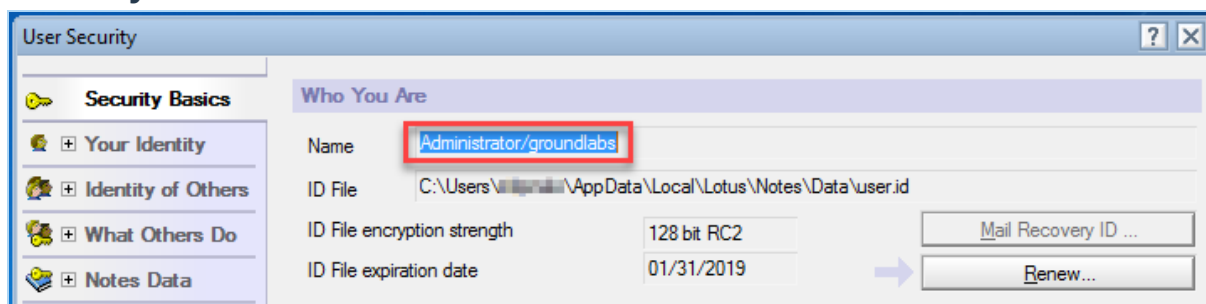 User Security
Security Basics
Your Identity
Identity of Others
What Others Do
Notes Data
Who You Are
Name Administrator/groundlabs
ID File C:\Users\ \AppData\Local\Lotus\Notes\Data\user.id
ID File encryption strength 128 bit RC2 Mail Recovery ID ...
ID File expiration date 01/31/2019 Renew...